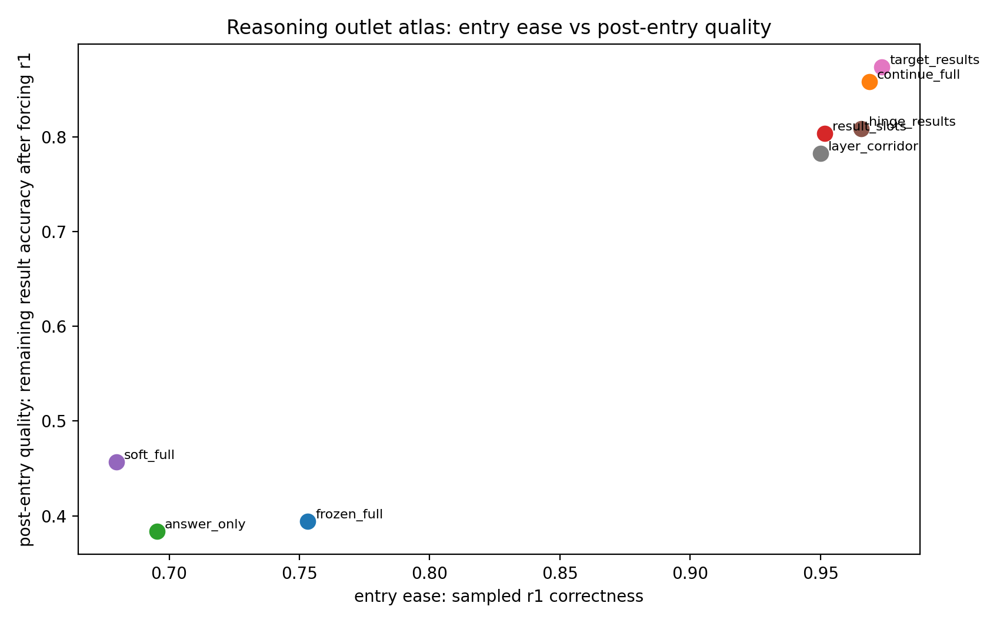 Reasoning outlet atlas: entry ease vs post-entry quality
post-entry quality: remaining result accuracy after forcing r1
0.8
0.7
0.6
0.5
0.4
target_results
continue_full
hinge_results
result_slots
layer_corridor
soft_full
frozen_full
answer_only
0.70
0.75
0.80
0.85
0.90
0.95
entry ease: sampled r1 correctness